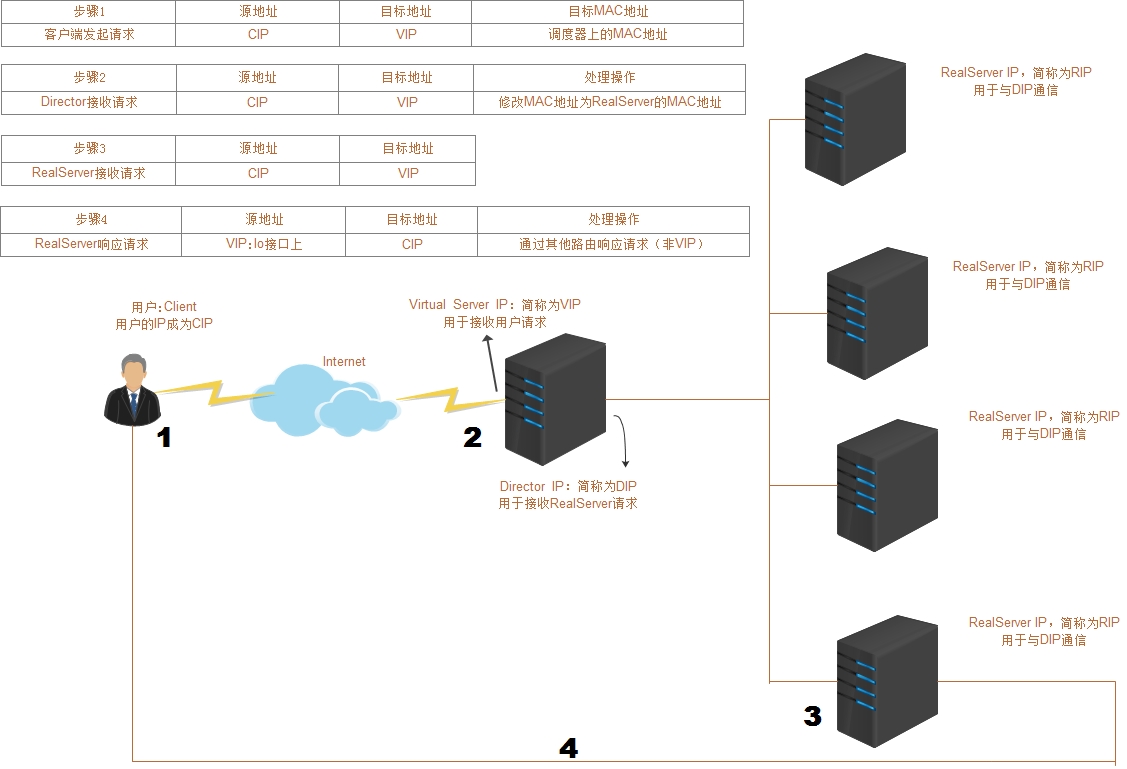 步骤1 源地址 目标地址 目标MAC地址
客户端发起请求 CIP VIP 调度器上的MAC地址
步骤2 源地址 目标地址 处理操作
Director接收请求 CIP VIP 修改MAC地址为RealServer的MAC地址
步骤3 源地址 目标地址
RealServer接收请求 CIP VIP
步骤4 源地址 目标地址 处理操作
RealServer响应请求 VIP:lo接口上 CIP 通过其他路由响应请求（非VIP）
用户:Client
用户的IP成为CIP
Internet
Virtual Server IP：简称为VIP
用于接收用户请求
Director IP：简称为DIP
用于接收RealServer请求
RealServer IP，简称为RIP
用于与DIP通信
RealServer IP，简称为RIP
用于与DIP通信
RealServer IP，简称为RIP
用于与DIP通信
RealServer IP，简称为RIP
用于与DIP通信
1
2
3
4